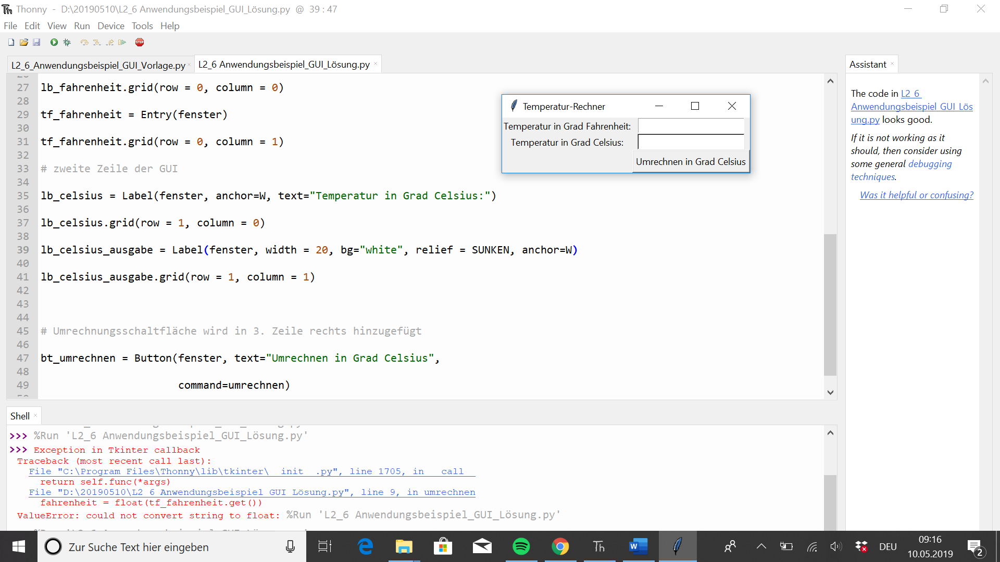 Thonny - D:\20190510\L2_6 Anwendungsbeispiel_GUI_Lösung.py @ 39 : 47
File Edit View Run Device Tools Help
L2_6_Anwendungsbeispiel_GUI_Vorlage.py
L2_6 Anwendungsbeispiel_GUI_Lösung.py
27 lb_fahrenheit.grid(row = 0, column = 0)
28
29 tf_fahrenheit = Entry(fenster)
30
31 tf_fahrenheit.grid(row = 0, column = 1)
32
33 # zweite Zeile der GUI
34
35 lb_celsius = Label(fenster, anchor=W, text="Temperatur in Grad Celsius:")
36
37 lb_celsius.grid(row = 1, column = 0)
38
39 lb_celsius_ausgabe = Label(fenster, width = 20, bg="white", relief = SUNKEN, anchor=W)
40
41 lb_celsius_ausgabe.grid(row = 1, column = 1)
42
43
44
45 # Umrechnungsschaltfläche wird in 3. Zeile rechts hinzugefügt
46
47 bt_umrechnen = Button(fenster, text="Umrechnen in Grad Celsius",
48
49 command=umrechnen)
Temperatur-Rechner
Temperatur in Grad Fahrenheit:
Temperatur in Grad Celsius:
Umrechnen in Grad Celsius
Assistant
The code in L2_6_
Anwendungsbeispiel_GUI_Lös
ung.py looks good.
If it is not working as it
should, then consider using
some general debugging
techniques.
Was it helpful or confusing?
Shell
>>> %Run 'L2_6 Anwendungsbeispiel_GUI_Lösung.py'
>>> Exception in Tkinter callback
Traceback (most recent call last):
File "C:\Program Files\Thonny\lib\tkinter\__init__.py", line 1705, in __call__
return self.func(*args)
File "D:\20190510\L2_6 Anwendungsbeispiel_GUI_Lösung.py", line 9, in umrechnen
fahrenheit = float(tf_fahrenheit.get())
ValueError: could not convert string to float: %Run 'L2_6 Anwendungsbeispiel_GUI_Lösung.py'
Zur Suche Text hier eingeben
DEU
09:16
10.05.2019
2